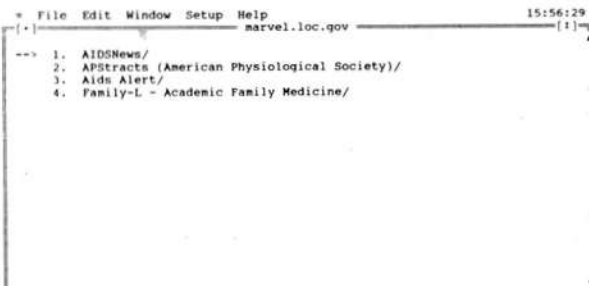 ≡ File Edit Window Setup Help 15:56:29
[▪] marvel.loc.gov [↕]
--> 1. AIDSNews/
2. APStracts (American Physiological Society)/
3. Aids Alert/
4. Family-L - Academic Family Medicine/